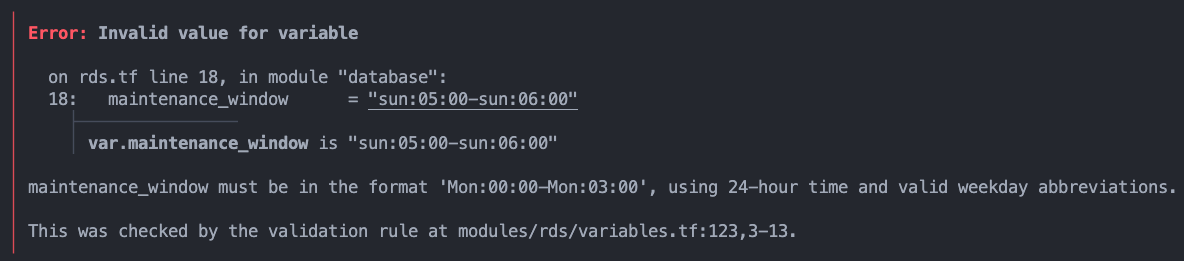 Error: Invalid value for variable
on rds.tf line 18, in module "database":
18:   maintenance_window      = "sun:05:00-sun:06:00"
var.maintenance_window is "sun:05:00-sun:06:00"
maintenance_window must be in the format 'Mon:00:00-Mon:03:00', using 24-hour time and valid weekday abbreviations.
This was checked by the validation rule at modules/rds/variables.tf:123,3-13.